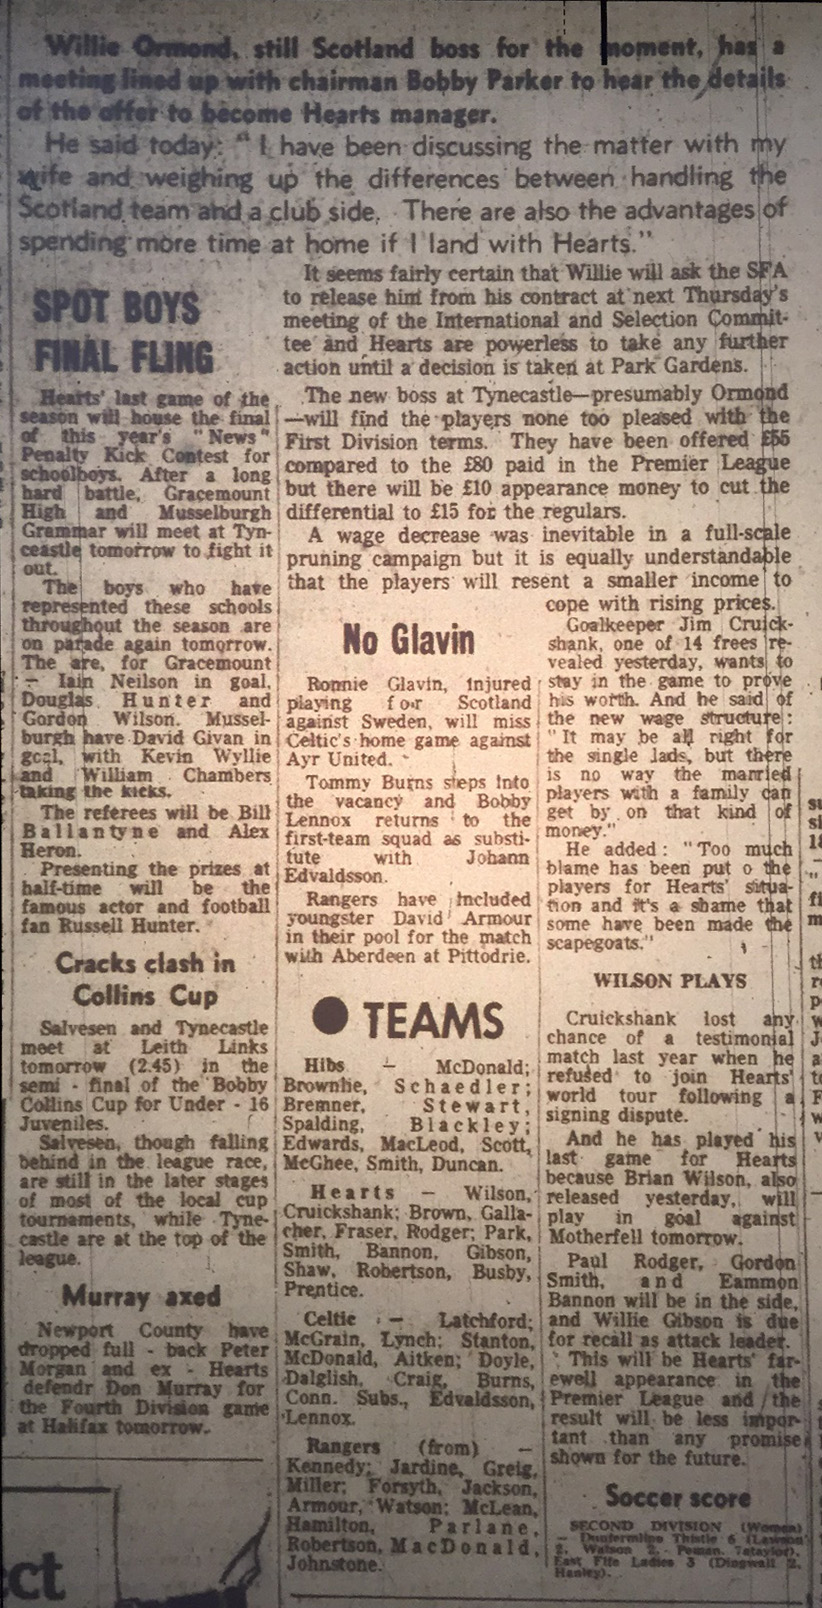 Willie Ormond, still Scotland boss for the moment, has a
meeting lined up with chairman Bobby Parker to hear the details
of the offer to become Hearts manager.
He said today: "I have been discussing the matter with my
wife and weighing up the differences between handling the
Scotland team and a club side. There are also the advantages of
spending more time at home if I land with Hearts."
It seems fairly certain that Willie will ask the SFA
to release him from his contract at next Thursday's
meeting of the International and Selection Commit-
tee and Hearts are powerless to take any further
action until a decision is taken at Park Gardens.
The new boss at Tynecastle—presumably Ormond
—will find the players none too pleased with the
First Division terms. They have been offered £55
compared to the £80 paid in the Premier League
but there will be £10 appearance money to cut the
differential to £15 for the regulars.
A wage decrease was inevitable in a full-scale
pruning campaign but it is equally understandable
that the players will resent a smaller income to
cope with rising prices.
Goalkeeper Jim Cruick-
shank, one of 14 frees re-
vealed yesterday, wants to
stay in the game to prove
his worth. And he said of
the new wage structure:
"It may be all right for
the single lads, but there
is no way the married
players with a family can
get by on that kind of
money."
He added: "Too much
blame has been put o the
players for Hearts' situa-
tion and it's a shame that
some have been made the
scapegoats."
WILSON PLAYS
Cruickshank lost any
chance of a testimonial
match last year when he
refused to join Hearts'
world tour following a
signing dispute.
And he has played his
last game for Hearts
because Brian Wilson, also
released yesterday, will
play in goal against
Motherfell tomorrow.
Paul Rodger, Gordon
Smith, and Eammon
Bannon will be in the side,
and Willie Gibson is due
for recall as attack leader.
This will be Hearts' far-
ewell appearance in the
Premier League and the
result will be less impor-
tant than any promise
shown for the future.
SPOT BOYS
FINAL FLING
Hearts' last game of the
season will house the final
of this year's "News"
Penalty Kick Contest for
schoolboys. After a long
hard battle, Gracemount
High and Musselburgh
Grammar will meet at Tyn-
ceastle tomorrow to fight it
out.
The boys who have
represented these schools
throughout the season are
on parade again tomorrow.
The are, for Gracemount
— Iain Neilson in goal,
Douglas Hunter and
Gordon Wilson. Mussel-
burgh have David Givan in
goal, with Kevin Wyllie
and William Chambers
taking the kicks.
The referees will be Bill
Ballantyne and Alex
Heron.
Presenting the prizes at
half-time will be the
famous actor and football
fan Russell Hunter.
Cracks clash in
Collins Cup
Salvesen and Tynecastle
meet at Leith Links
tomorrow (2.45) in the
semi-final of the Bobby
Collins Cup for Under-16
Juveniles.
Salvesen, though falling
behind in the league race,
are still in the later stages
of most of the local cup
tournaments, while Tyne-
castle are at the top of the
league.
Murray axed
Newport County have
dropped full-back Peter
Morgan and ex-Hearts
defendr Don Murray for
the Fourth Division game
at Halifax tomorrow.
No Glavin
Ronnie Glavin, injured
playing for Scotland
against Sweden, will miss
Celtic's home game against
Ayr United.
Tommy Burns steps into
the vacancy and Bobby
Lennox returns to the
first-team squad as substi-
tute with Johann
Edvaldsson.
Rangers have included
youngster David Armour
in their pool for the match
with Aberdeen at Pittodrie.
● TEAMS
Hibs — McDonald;
Brownlie, Schaedler;
Bremner, Stewart,
Spalding, Blackley;
Edwards, MacLeod, Scott,
McGhee, Smith, Duncan.
Hearts — Wilson,
Cruickshank; Brown, Galla-
cher, Fraser, Rodger; Park,
Smith, Bannon, Gibson,
Shaw, Robertson, Busby,
Prentice.
Celtic — Latchford;
McGrain, Lynch; Stanton,
McDonald, Aitken; Doyle,
Dalglish, Craig, Burns,
Conn. Subs., Edvaldsson,
Lennox.
Rangers (from) —
Kennedy; Jardine, Greig,
Miller; Forsyth, Jackson,
Armour, Watson; McLean,
Hamilton, Parlane,
Robertson, MacDonald,
Johnstone.
Soccer score
SECOND DIVISION (Women)
— Dunfermline Thistle 6 (Lawson
2, Watson 2,
East Fife Ladies 3 (Dingwall 2,
Hanley).
ct